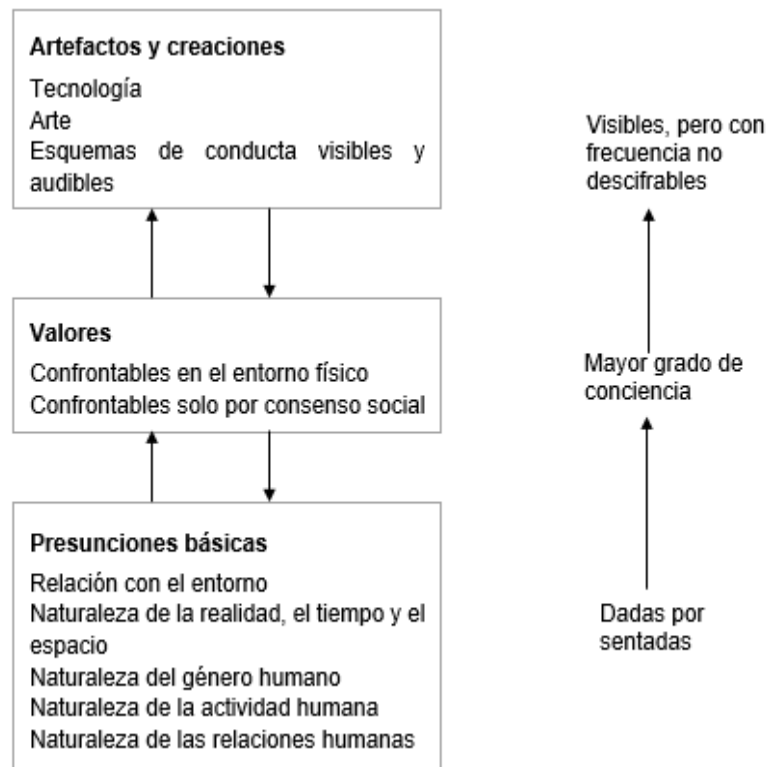 Artefactos y creaciones
Tecnología
Arte
Esquemas de conducta visibles y
audibles
Visibles, pero con
frecuencia no
descifrables
Valores
Confrontables en el entorno físico
Confrontables solo por consenso social
Mayor grado de
conciencia
Presunciones básicas
Relación con el entorno
Naturaleza de la realidad, el tiempo y el
espacio
Naturaleza del género humano
Naturaleza de la actividad humana
Naturaleza de las relaciones humanas
Dadas por
sentadas